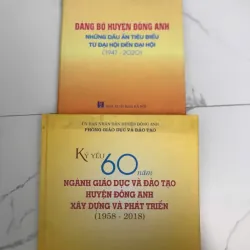 ĐẢNG BỘ HUYỆN ĐÔNG ANH
NHỮNG DẤU ẤN TIÊU BIỂU
TỪ ĐẠI HỘI ĐẾN ĐẠI HỘI
(1947 - 2020)
ỦY BAN NHÂN DÂN HUYỆN ĐÔNG ANH
PHÒNG GIÁO DỤC VÀ ĐÀO TẠO
KỶ YẾU 60 năm
NGÀNH GIÁO DỤC VÀ ĐÀO TẠO
HUYỆN ĐÔNG ANH
XÂY DỰNG VÀ PHÁT TRIỂN
(1958 - 2018)